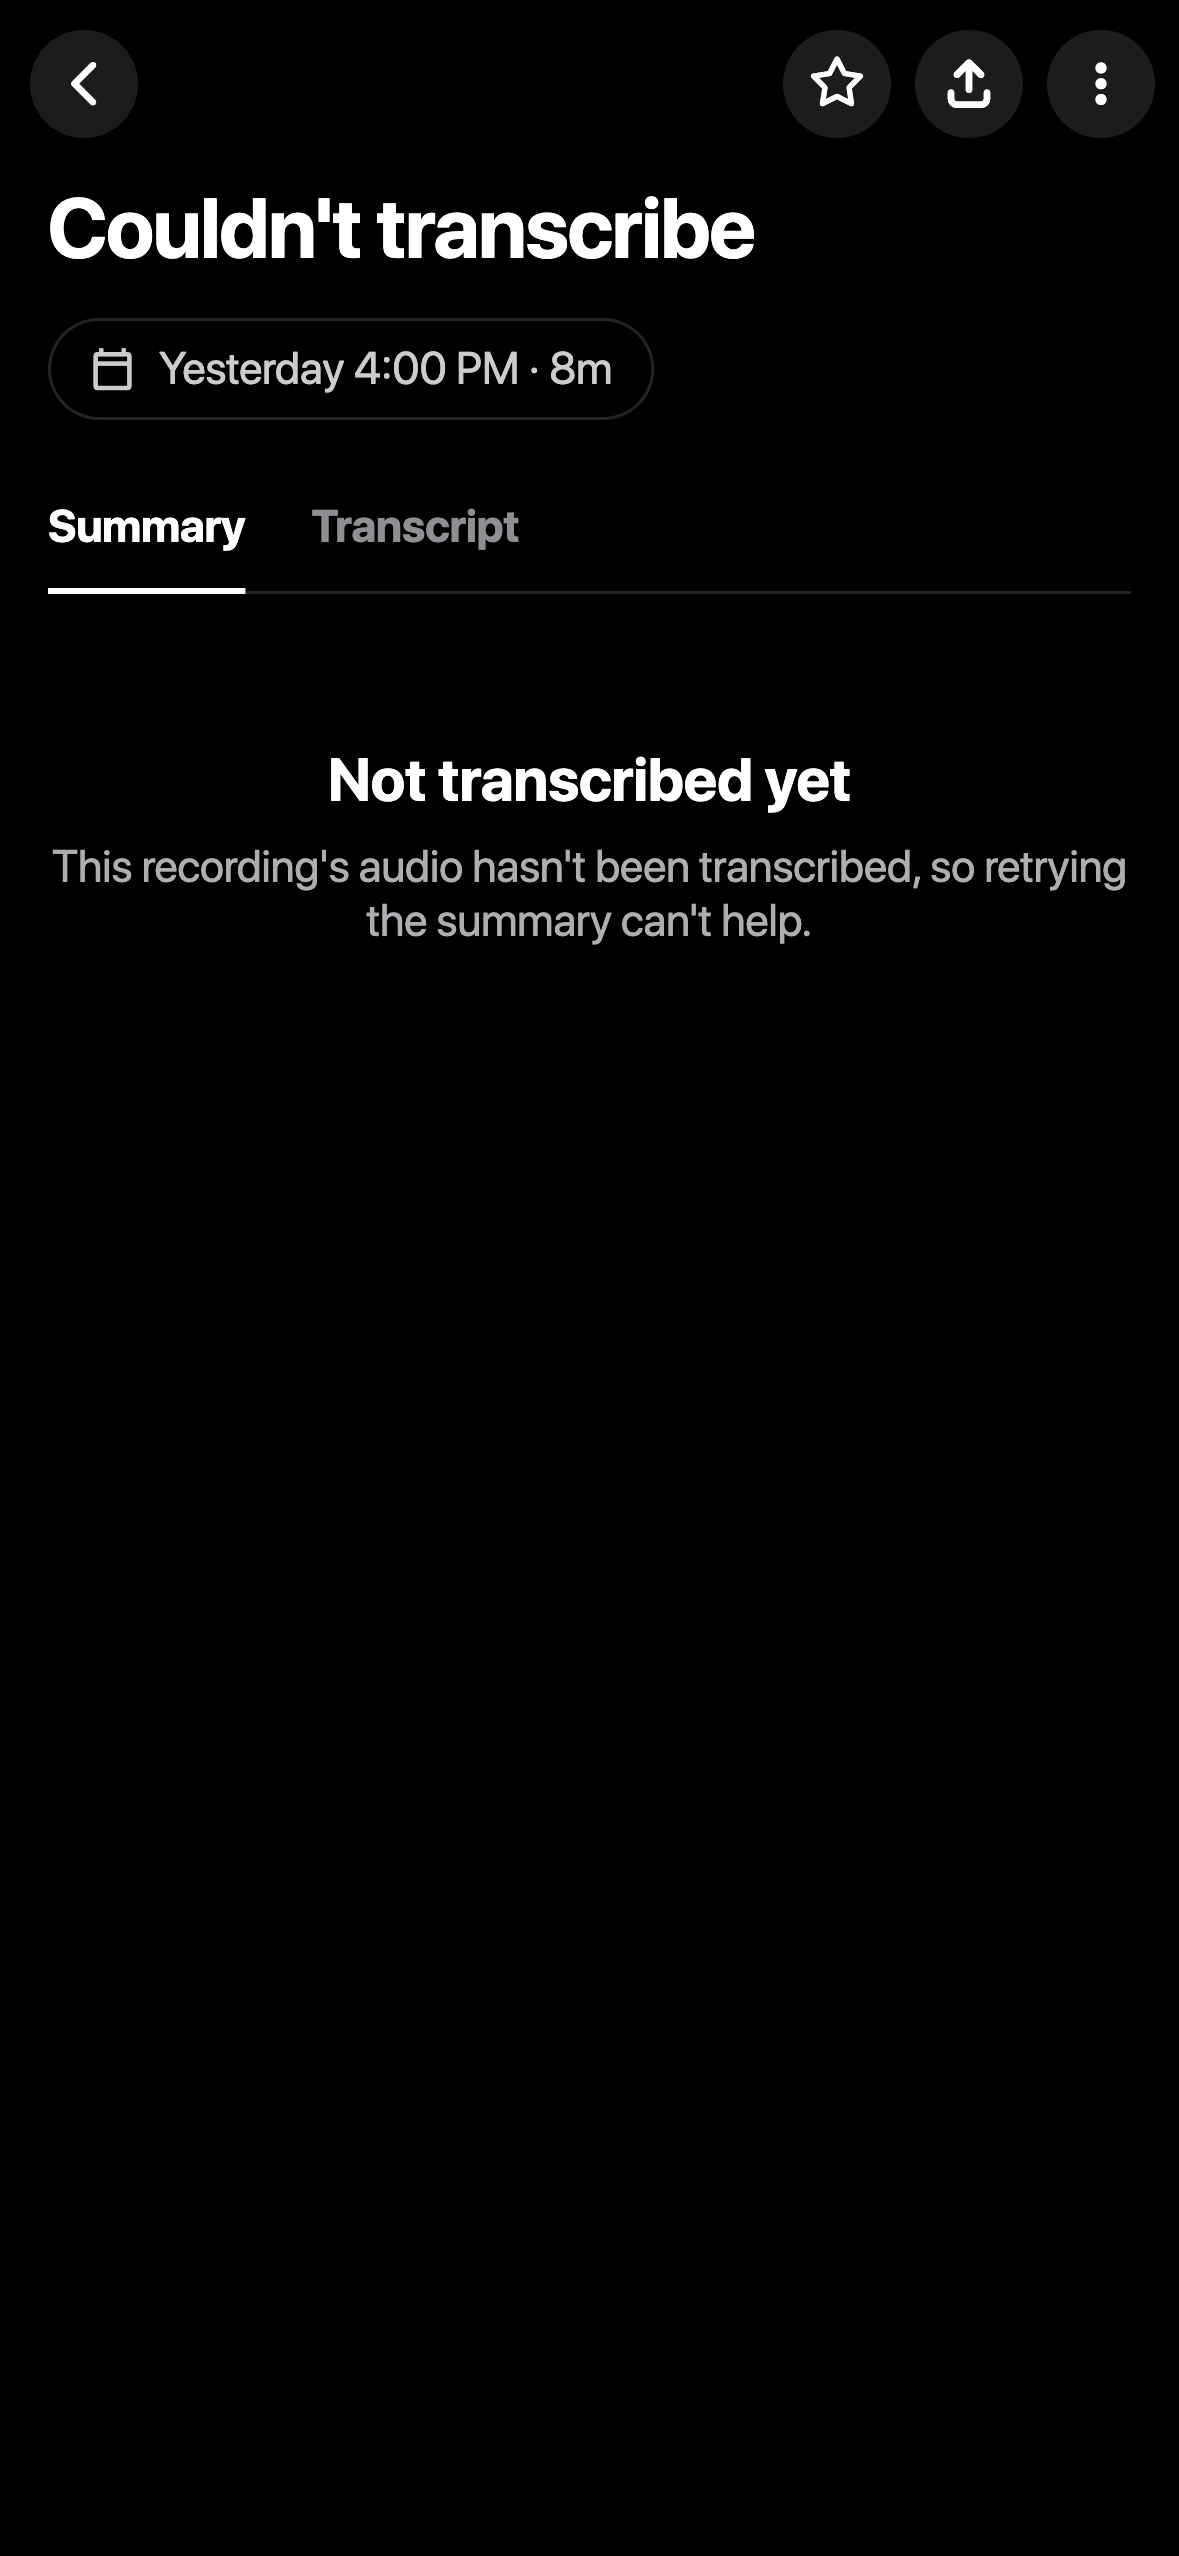 Couldn't transcribe
Yesterday 4:00 PM · 8m
Summary
Transcript
Not transcribed yet
This recording's audio hasn't been transcribed, so retrying
the summary can't help.